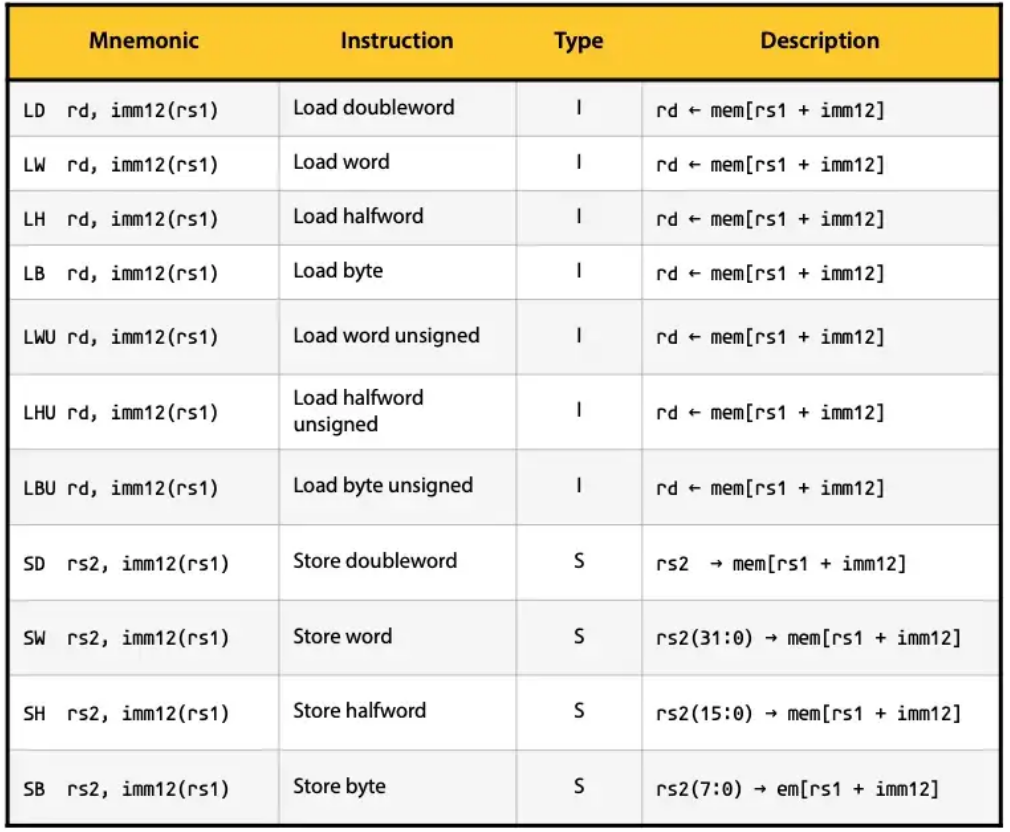 Mnemonic Instruction Type Description
LD rd, imm12(rs1) Load doubleword I rd ← mem[rs1 + imm12]
LW rd, imm12(rs1) Load word I rd ← mem[rs1 + imm12]
LH rd, imm12(rs1) Load halfword I rd ← mem[rs1 + imm12]
LB rd, imm12(rs1) Load byte I rd ← mem[rs1 + imm12]
LWU rd, imm12(rs1) Load word unsigned I rd ← mem[rs1 + imm12]
LHU rd, imm12(rs1) Load halfword unsigned I rd ← mem[rs1 + imm12]
LBU rd, imm12(rs1) Load byte unsigned I rd ← mem[rs1 + imm12]
SD rs2, imm12(rs1) Store doubleword S rs2 → mem[rs1 + imm12]
SW rs2, imm12(rs1) Store word S rs2(31:0) → mem[rs1 + imm12]
SH rs2, imm12(rs1) Store halfword S rs2(15:0) → mem[rs1 + imm12]
SB rs2, imm12(rs1) Store byte S rs2(7:0) → em[rs1 + imm12]